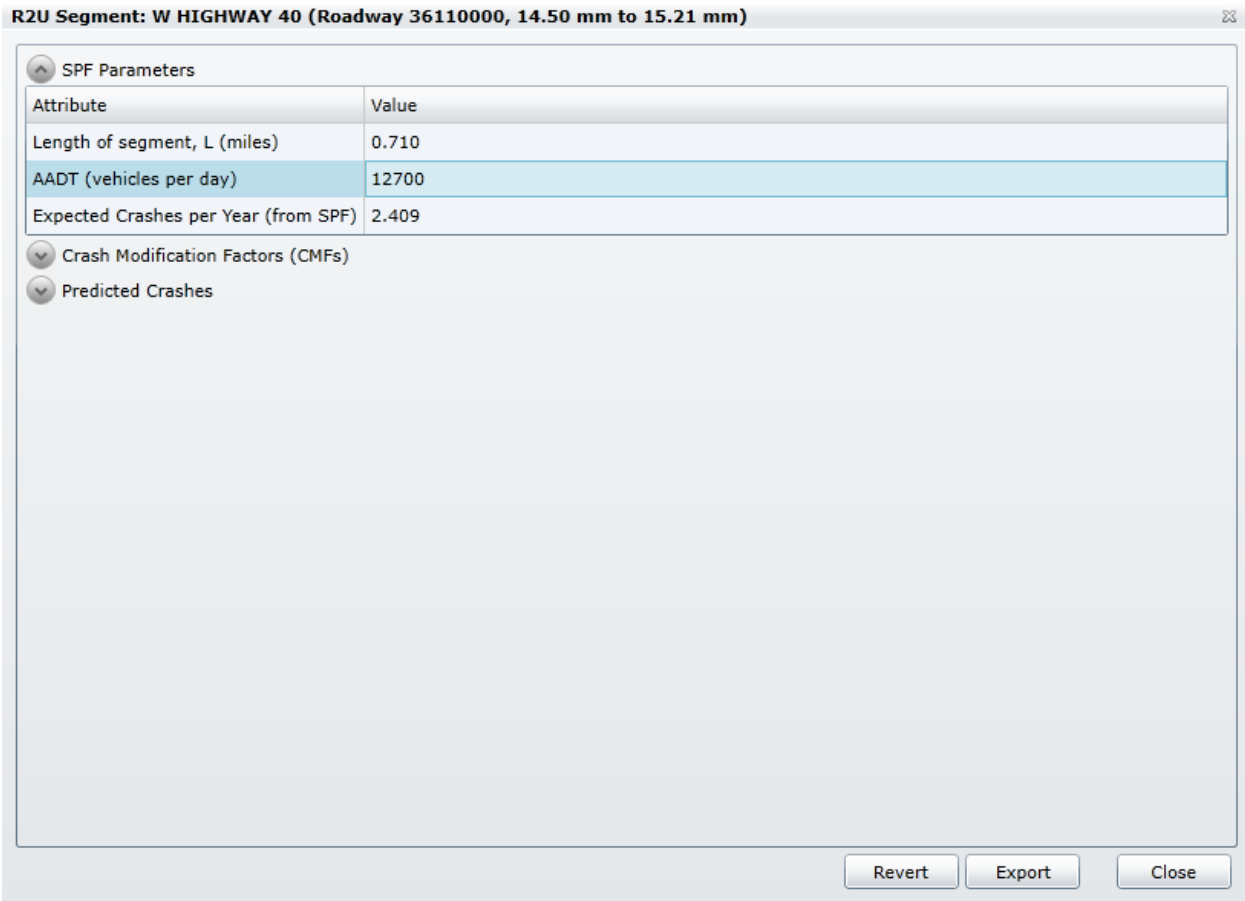 R2U Segment: W HIGHWAY 40 (Roadway 36110000, 14.50 mm to 15.21 mm)
SPF Parameters
Attribute Value
Length of segment, L (miles) 0.710
AADT (vehicles per day) 12700
Expected Crashes per Year (from SPF) 2.409
Crash Modification Factors (CMFs)
Predicted Crashes
Revert Export Close